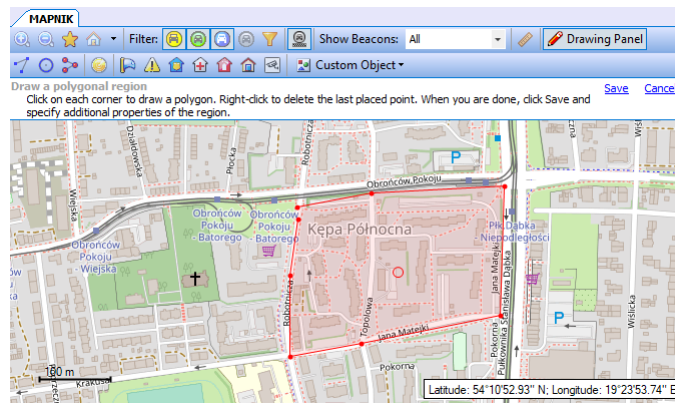 MAPNIK
Filter:
Show Beacons: All
Drawing Panel
Custom Object
Draw a polygonal region
Save
Cance
Click on each corner to draw a polygon. Right-click to delete the last placed point. When you are done, click Save and
specify additional properties of the region.
Działdowska
Płocka
Robotnicza
P
Wiejska
Obrońców Pokoju
Obrońców
Pokoju
- Batorego
Obrońców
Pokoju
- Batorego
Kępa Północna
Płk. Dąbka
Niepodległości
Obrońców
Pokoju
- Wiejska
Jana Matejki
Robotnicza
Topolowa
Jana Matejki
Pokorna
Pułkownika Stanisława Dąbka
P
Wiślicka
Pokorna
100 m
Krakusa
Latitude: 54°10'52.93'' N; Longitude: 19°23'53.74'' E